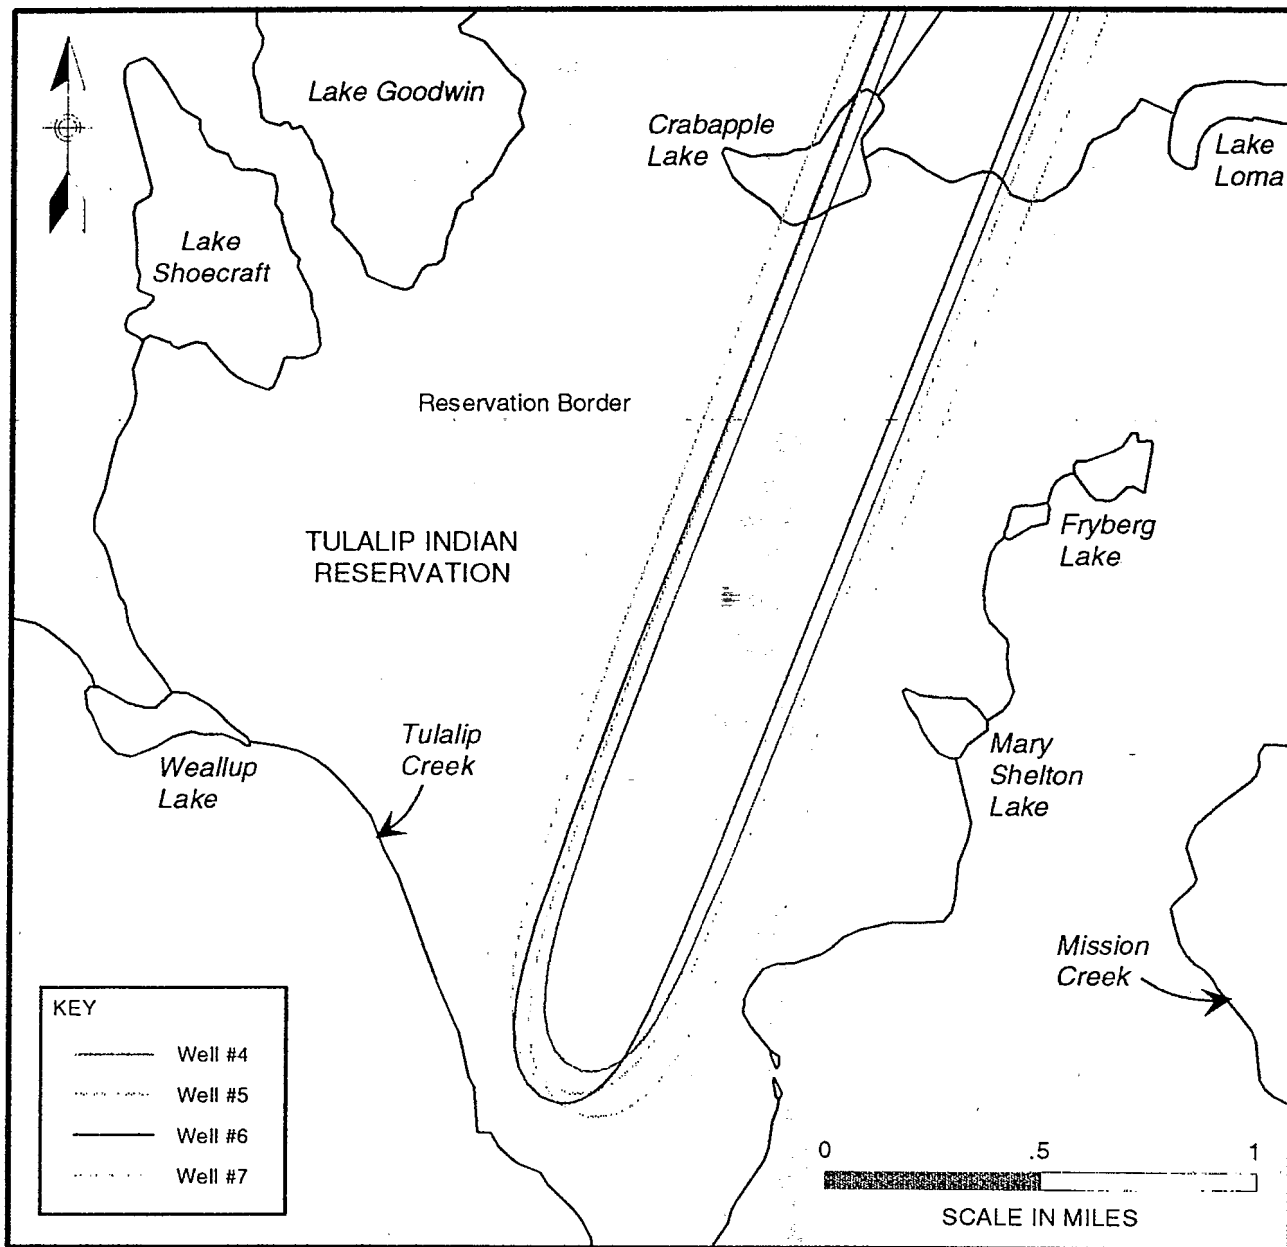 Lake Goodwin
Crabapple
Lake
Lake
Loma
Lake
Shoecraft
Reservation Border
TULALIP INDIAN
RESERVATION
Fryberg
Lake
Tulalip
Creek
Weallup
Lake
Mary
Shelton
Lake
Mission
Creek
KEY
Well #4
Well #5
Well #6
Well #7
0 .5 1
SCALE IN MILES